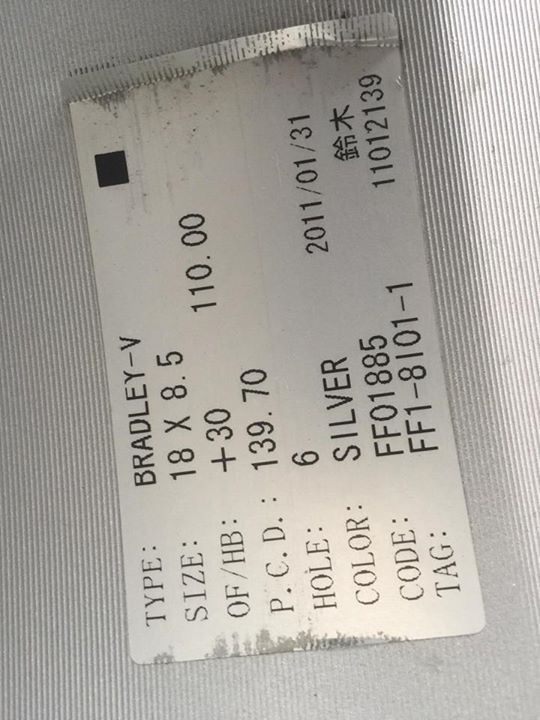 TYPE: BRADLEY-V
SIZE: 18 X 8.5
OF/HB: +30 110.00
P.C.D.: 139.70
HOLE: 6 2011/01/31
COLOR: SILVER 鈴木
CODE: FF01885 11012139
TAG: FF1-8I01-1